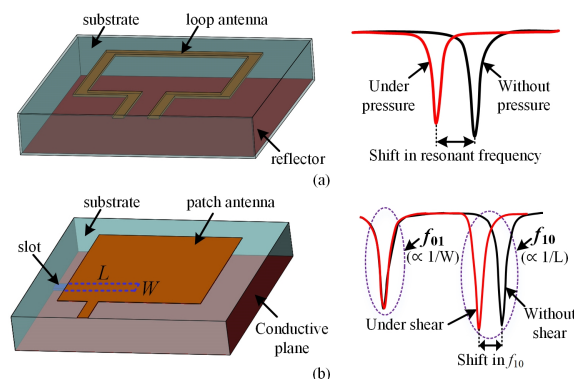 substrate
loop antenna
reflector
Under
pressure
Without
pressure
Shift in resonant frequency
(a)
substrate
patch antenna
slot
L
W
Conductive
plane
f01
(∝ 1/W)
f10
(∝ 1/L)
Under shear
Without
shear
Shift in f10
(b)